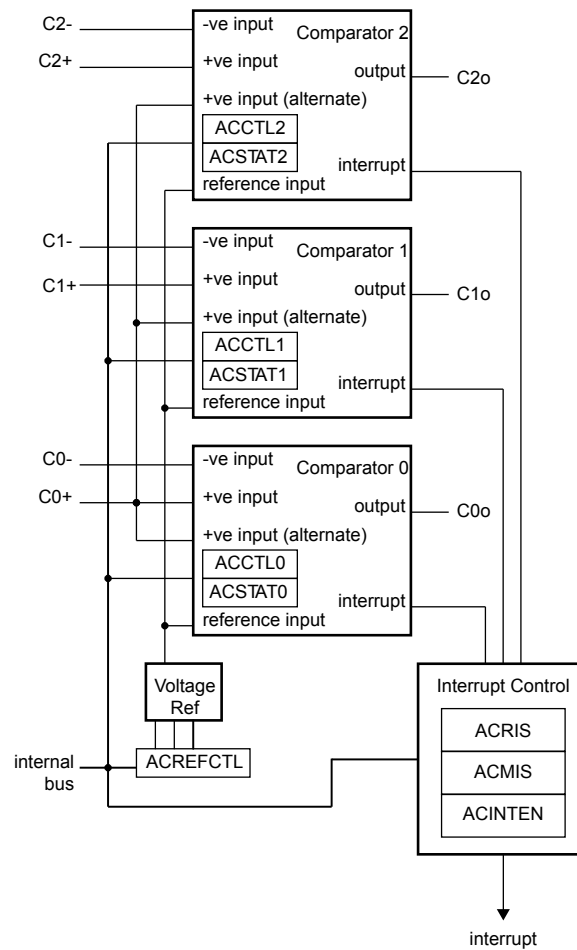 C2-
-ve input
Comparator 2
C2+
+ve input
output
C2o
+ve input (alternate)
ACCTL2
ACSTAT2
interrupt
reference input
C1-
-ve input
Comparator 1
C1+
+ve input
output
C1o
+ve input (alternate)
ACCTL1
ACSTAT1
interrupt
reference input
C0-
-ve input
Comparator 0
C0+
+ve input
output
C0o
+ve input (alternate)
ACCTL0
ACSTAT0
interrupt
reference input
Voltage
Ref
ACREFCTL
internal
bus
Interrupt Control
ACRIS
ACMIS
ACINTEN
interrupt